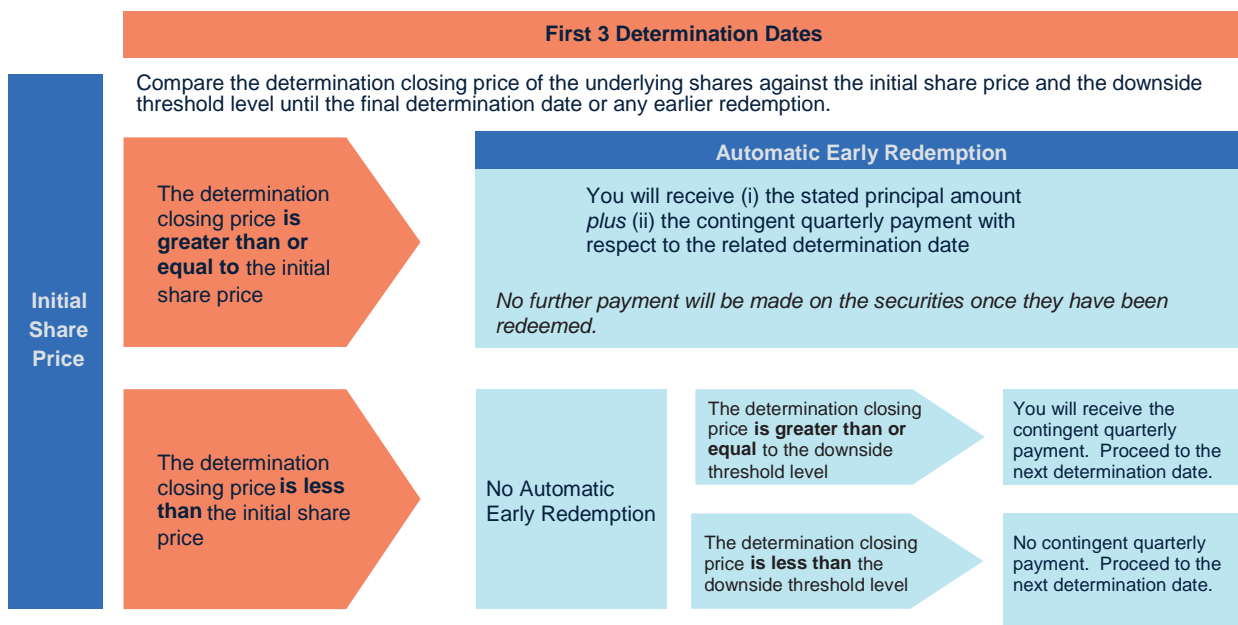 First 3 Determination Dates
Compare the determination closing price of the underlying shares against the initial share price and the downside
threshold level until the final determination date or any earlier redemption.
Initial
Share
Price
The determination
closing price is
greater than or
equal to the initial
share price
Automatic Early Redemption
You will receive (i) the stated principal amount
plus (ii) the contingent quarterly payment with
respect to the related determination date
No further payment will be made on the securities once they have been
redeemed.
The determination
closing price is less
than the initial share
price
No Automatic
Early Redemption
The determination closing
price is greater than or
equal to the downside
threshold level
You will receive the
contingent quarterly
payment. Proceed to the
next determination date.
The determination closing
price is less than the
downside threshold level
No contingent quarterly
payment. Proceed to the
next determination date.